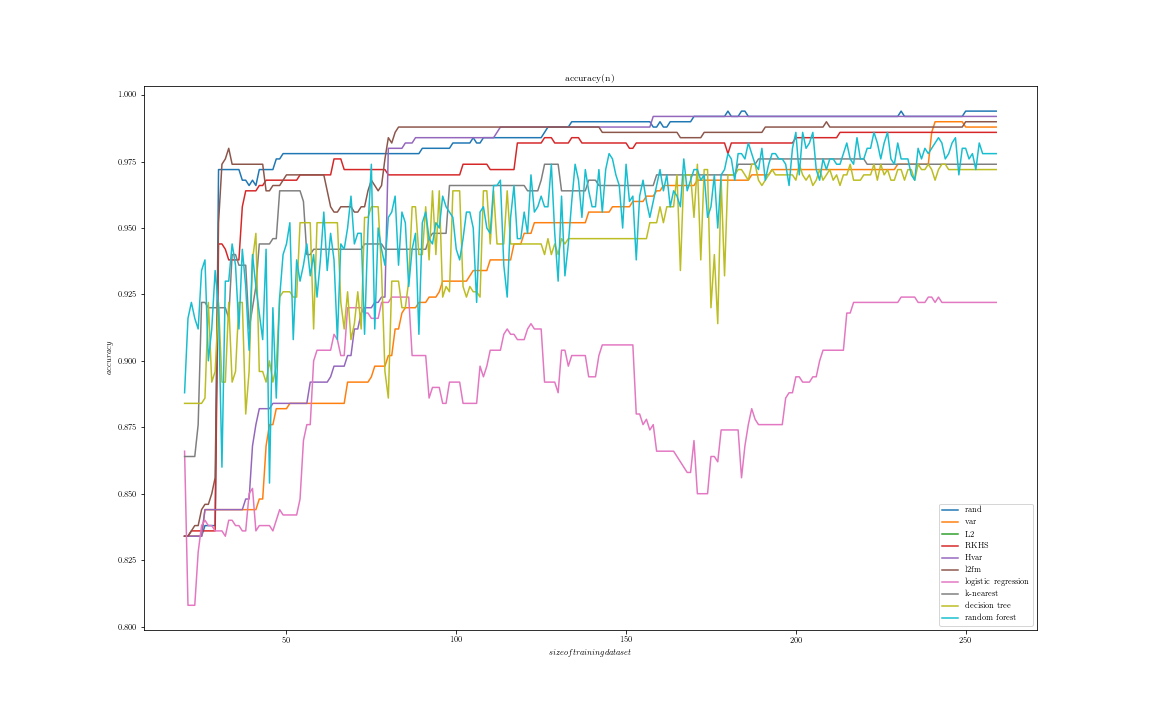 accuracy(n)
1.000
0.975
0.950
0.925
0.900
0.875
0.850
0.825
0.800
accuracy
50
100
150
200
250
sizeoftrainingdataset
rand
var
L2
RKHS
Hvar
l2fm
logistic regression
k-nearest
decision tree
random forest